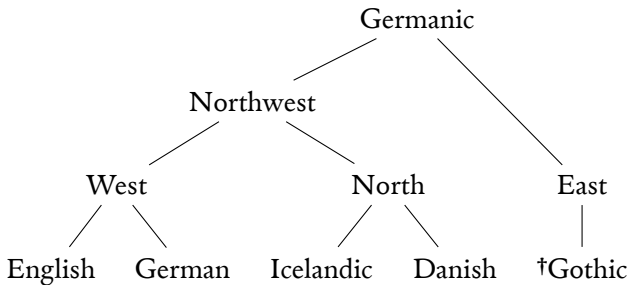 Germanic
Northwest
West North East
English German Icelandic Danish †Gothic